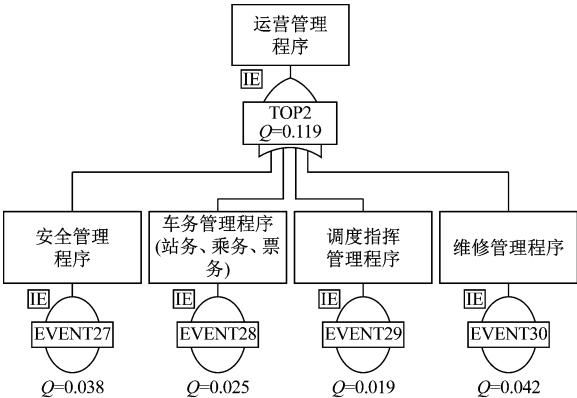 运营管理
程序
IE
TOP2
Q=0.119
安全管理
程序
车务管理程序
(站务、乘务、票
务)
调度指挥
管理程序
维修管理程序
IE
IE
IE
IE
EVENT27
EVENT28
EVENT29
EVENT30
Q=0.038
Q=0.025
Q=0.019
Q=0.042